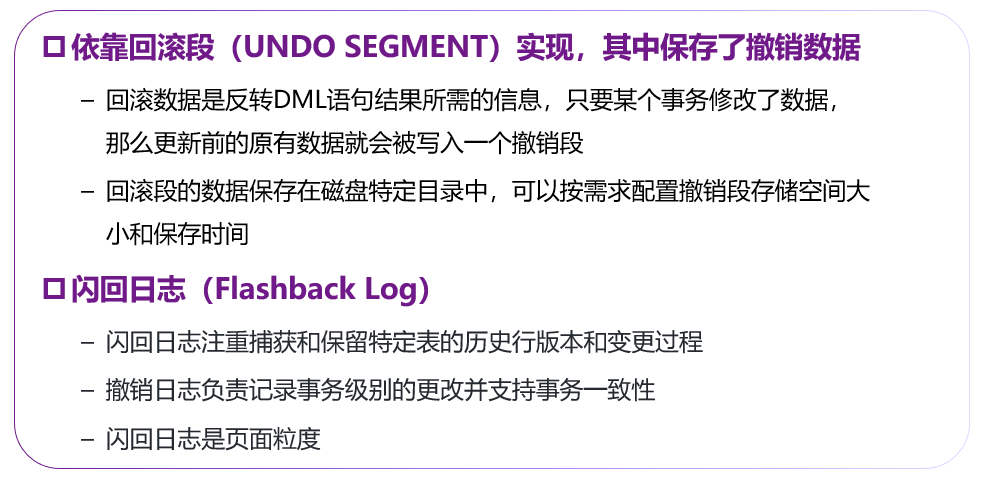 依靠回滚段（UNDO SEGMENT）实现，其中保存了撤销数据
– 回滚数据是反转DML语句结果所需的信息，只要某个事务修改了数据，
那么更新前的原有数据就会被写入一个撤销段
– 回滚段的数据保存在磁盘特定目录中，可以按需求配置撤销段存储空间大
小和保存时间
闪回日志（Flashback Log）
– 闪回日志注重捕获和保留特定表的历史行版本和变更过程
– 撤销日志负责记录事务级别的更改并支持事务一致性
– 闪回日志是页面粒度